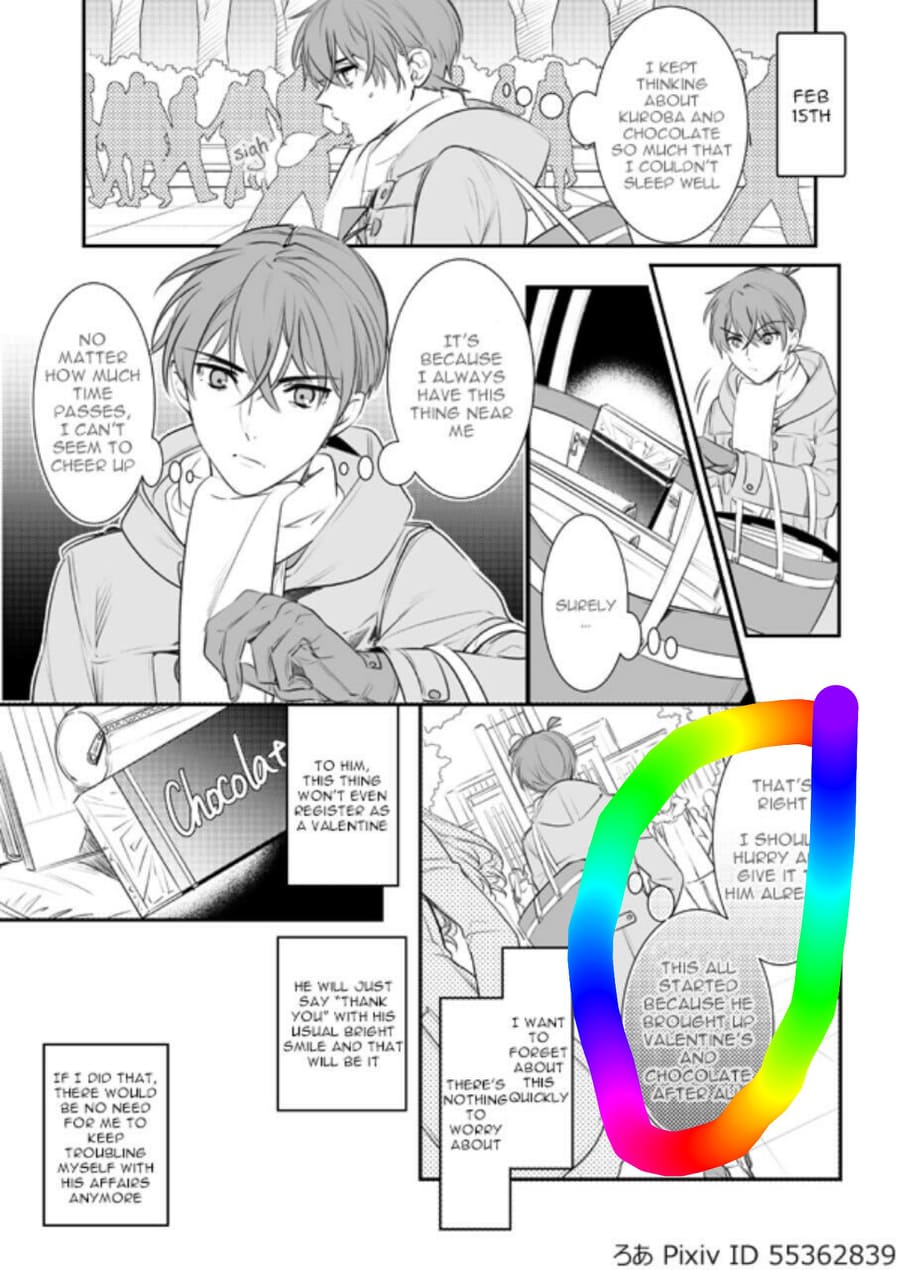 FEB
15TH
I KEPT
THINKING
ABOUT
KUROBA AND
CHOCOLATE
SO MUCH THAT
I COULDN'T
SLEEP WELL
sigh
IT'S
BECAUSE
I ALWAYS
HAVE THIS
THING NEAR
ME
NO
MATTER
HOW MUCH
TIME
PASSES,
I CAN'T
SEEM TO
CHEER UP
SURELY
...
THAT'S
RIGHT
I
HURRY
GIVE IT
HIM
THIS ALL
STARTED
BECAUSE HE
BROUGHT UP
VALENTINE'S
AND
CHOCOLATE
AFTER ALL
I WANT
TO
FORGET
ABOUT
THIS
QUICKLY
THERE'S
NOTHING
TO
WORRY
ABOUT
Chocolat
TO HIM,
THIS THING
WON'T EVEN
REGISTER AS
A VALENTINE
HE WILL JUST
SAY "THANK
YOU" WITH HIS
USUAL BRIGHT
SMILE AND THAT
WILL BE IT
IF I DID THAT,
THERE WOULD
BE NO NEED
FOR ME TO
KEEP
TROUBLING
MYSELF WITH
HIS AFFAIRS
ANYMORE
ろあ Pixiv ID 55362839